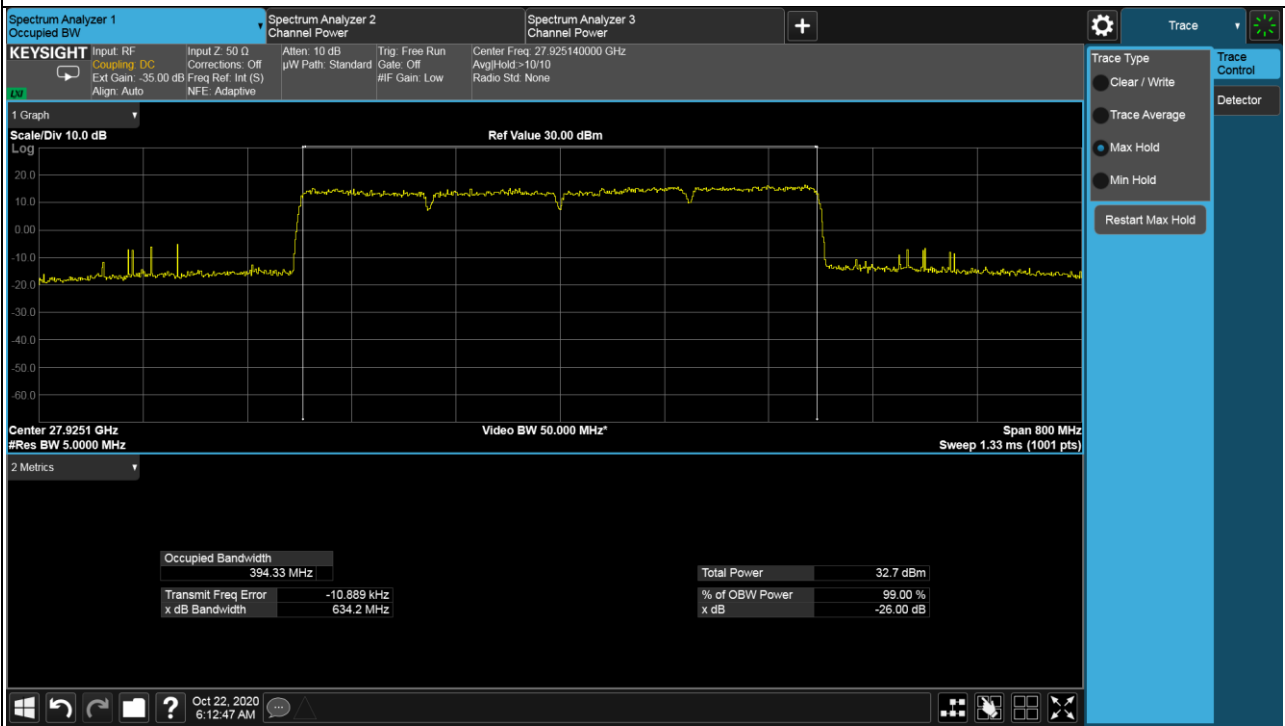 Spectrum Analyzer 1
Occupied BW
Spectrum Analyzer 2
Channel Power
Spectrum Analyzer 3
Channel Power
+
Trace
KEYSIGHT
Input: RF
Coupling: DC
Ext Gain: -35.00 dB
Align: Auto
Input Z: 50 Ω
Corrections: Off
Freq Ref: Int (S)
NFE: Adaptive
Atten: 10 dB
µW Path: Standard
Trig: Free Run
Gate: Off
#IF Gain: Low
Center Freq: 27.925140000 GHz
Avg|Hold:>10/10
Radio Std: None
LXI
Trace Type
Clear / Write
Trace Average
Max Hold
Min Hold
Restart Max Hold
Trace
Control
Detector
1 Graph
Scale/Div 10.0 dB
Ref Value 30.00 dBm
Log
20.0
10.0
0.00
-10.0
-20.0
-30.0
-40.0
-50.0
-60.0
Center 27.9251 GHz
Video BW 50.000 MHz*
Span 800 MHz
#Res BW 5.0000 MHz
Sweep 1.33 ms (1001 pts)
2 Metrics
Occupied Bandwidth
394.33 MHz
Total Power 32.7 dBm
Transmit Freq Error -10.889 kHz
% of OBW Power 99.00 %
x dB Bandwidth 634.2 MHz
x dB -26.00 dB
?
Oct 22, 2020
6:12:47 AM